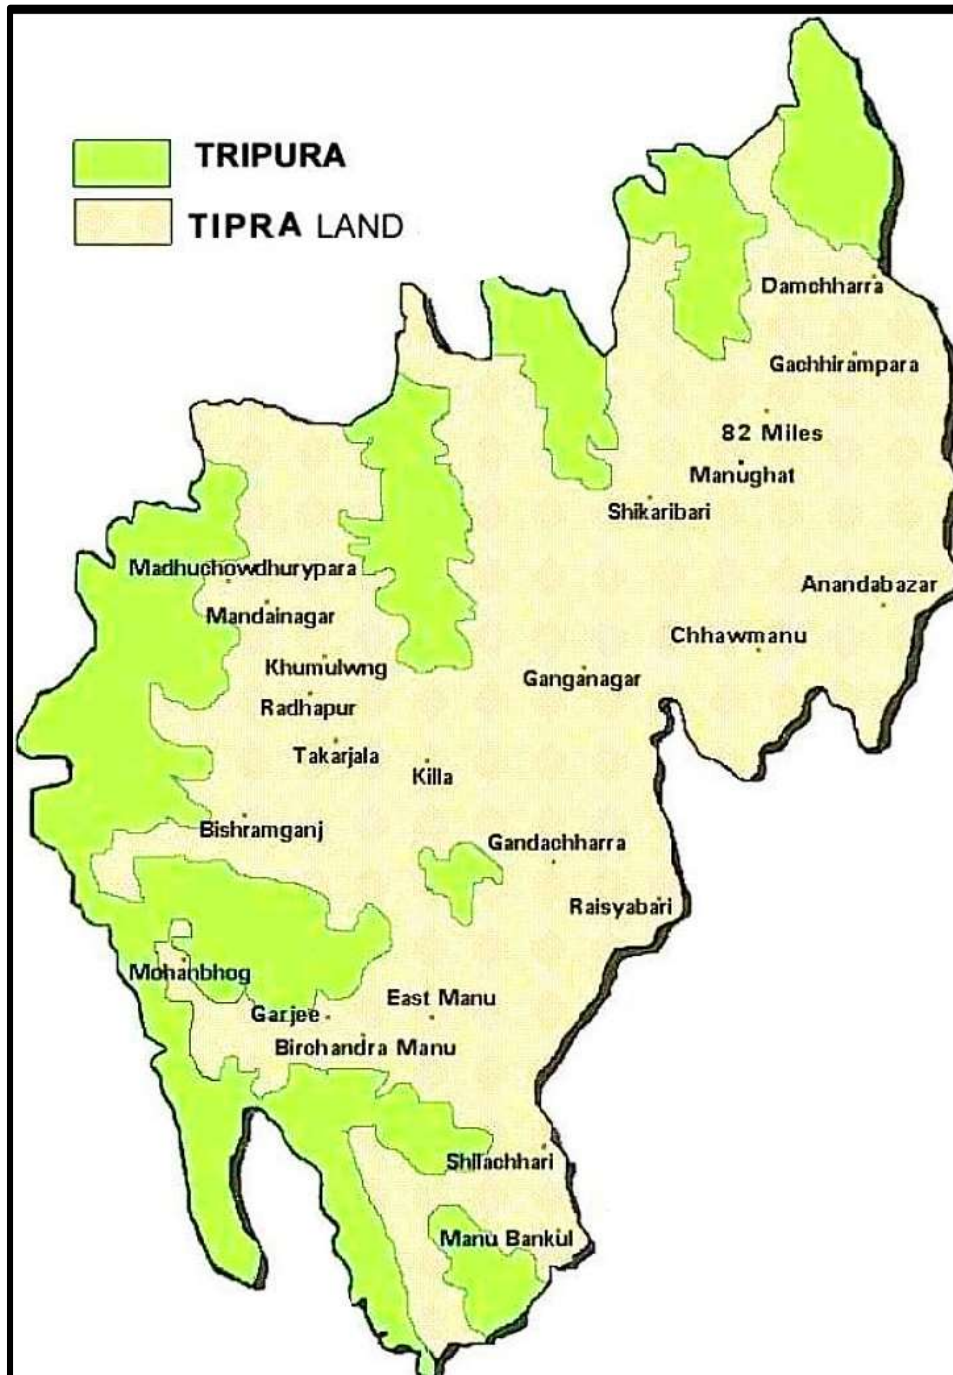 TRIPURA
TIPRA LAND
Damchharra
Gachhirampara
82 Miles
Manughat
Shikaribari
Madhuchowdhurypara
Anandabazar
Mandainagar
Chhawmanu
Khumulwng
Ganganagar
Radhapur
Takarjala
Killa
Bishramganj
Gandachharra
Raisyabari
Mohanbhog
East Manu
Garjee
Birchandra Manu
Shilachhari
Manu Bankul